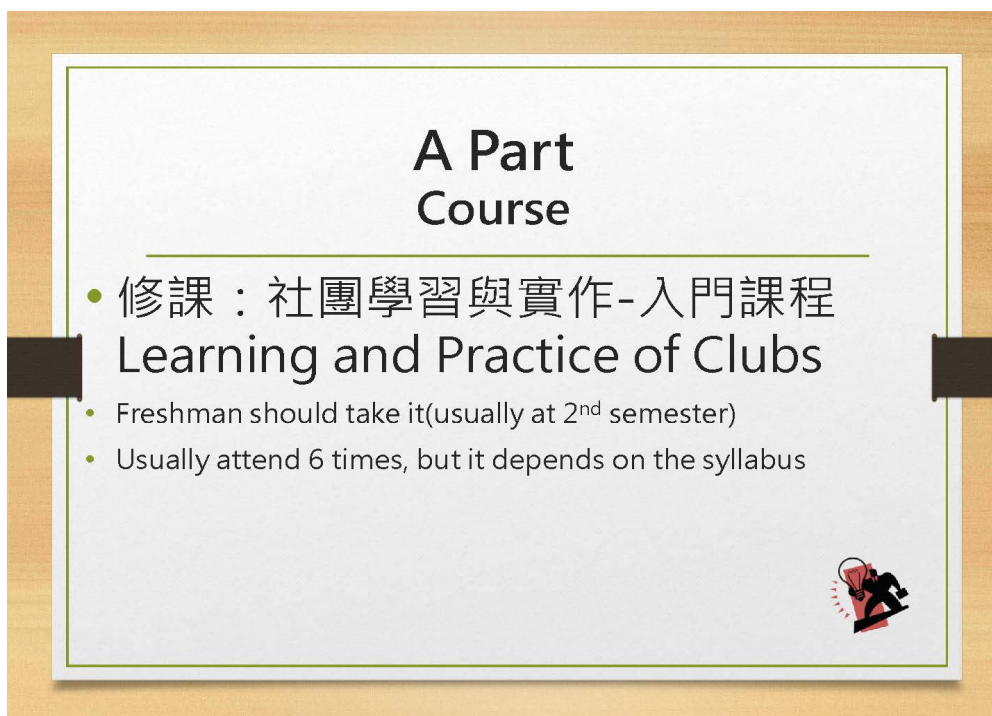 A Part
Course
• 修課：社團學習與實作-入門課程
Learning and Practice of Clubs
• Freshman should take it(usually at 2nd semester)
• Usually attend 6 times, but it depends on the syllabus